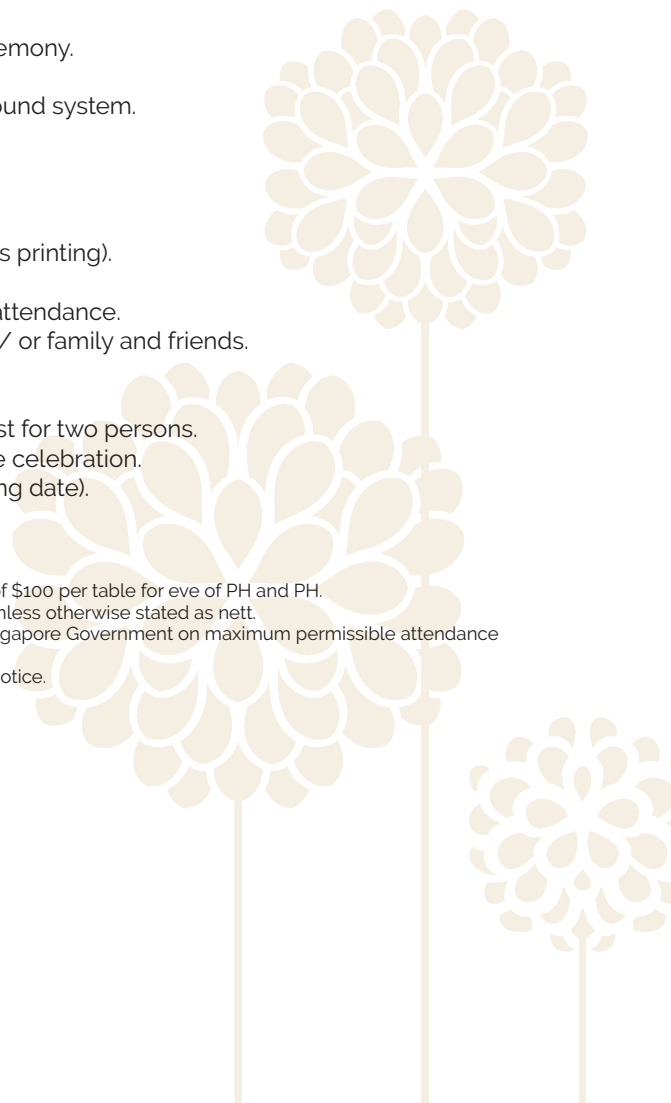 emony.
ound system.
s printing).
attendance.
/ or family and friends.
st for two persons.
e celebration.
ng date).
of $100 per table for eve of PH and PH.
nless otherwise stated as nett.
gapore Government on maximum permissible attendance
otice.